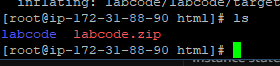 inflating: labcode/labcode/target
[root@ip-172-31-88-90 html]# ls
labcode  labcode.zip
[root@ip-172-31-88-90 html]#